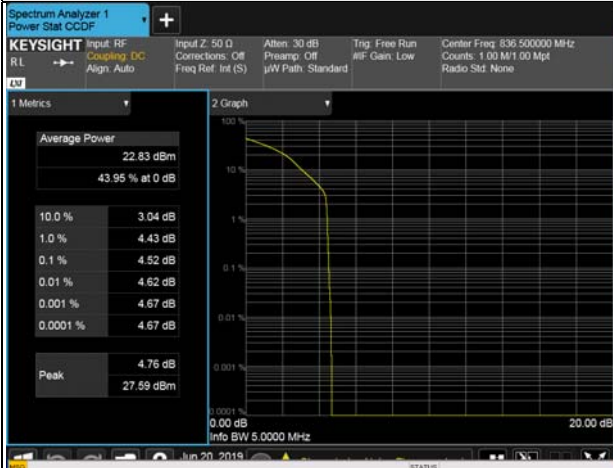 Spectrum Analyzer 1
Power Stat CCDF
KEYSIGHT
RL
LXI
Input: RF
Coupling: DC
Align: Auto
Input Z: 50 Ω
Corrections: Off
Freq Ref: Int (S)
Atten: 30 dB
Preamp: Off
µW Path: Standard
Trig: Free Run
#IF Gain: Low
Center Freq: 836.500000 MHz
Counts: 1.00 M/1.00 Mpt
Radio Std: None
1 Metrics
Average Power
22.83 dBm
43.95 % at 0 dB
10.0 % 3.04 dB
1.0 % 4.43 dB
0.1 % 4.52 dB
0.01 % 4.62 dB
0.001 % 4.67 dB
0.0001 % 4.67 dB
Peak 4.76 dB
27.59 dBm
2 Graph
100 %
10 %
1 %
0.1 %
0.01 %
0.001 %
0.0001 %
0.00 dB 20.00 dB
Info BW 5.0000 MHz
Jun 20, 2019
MSG STATUS